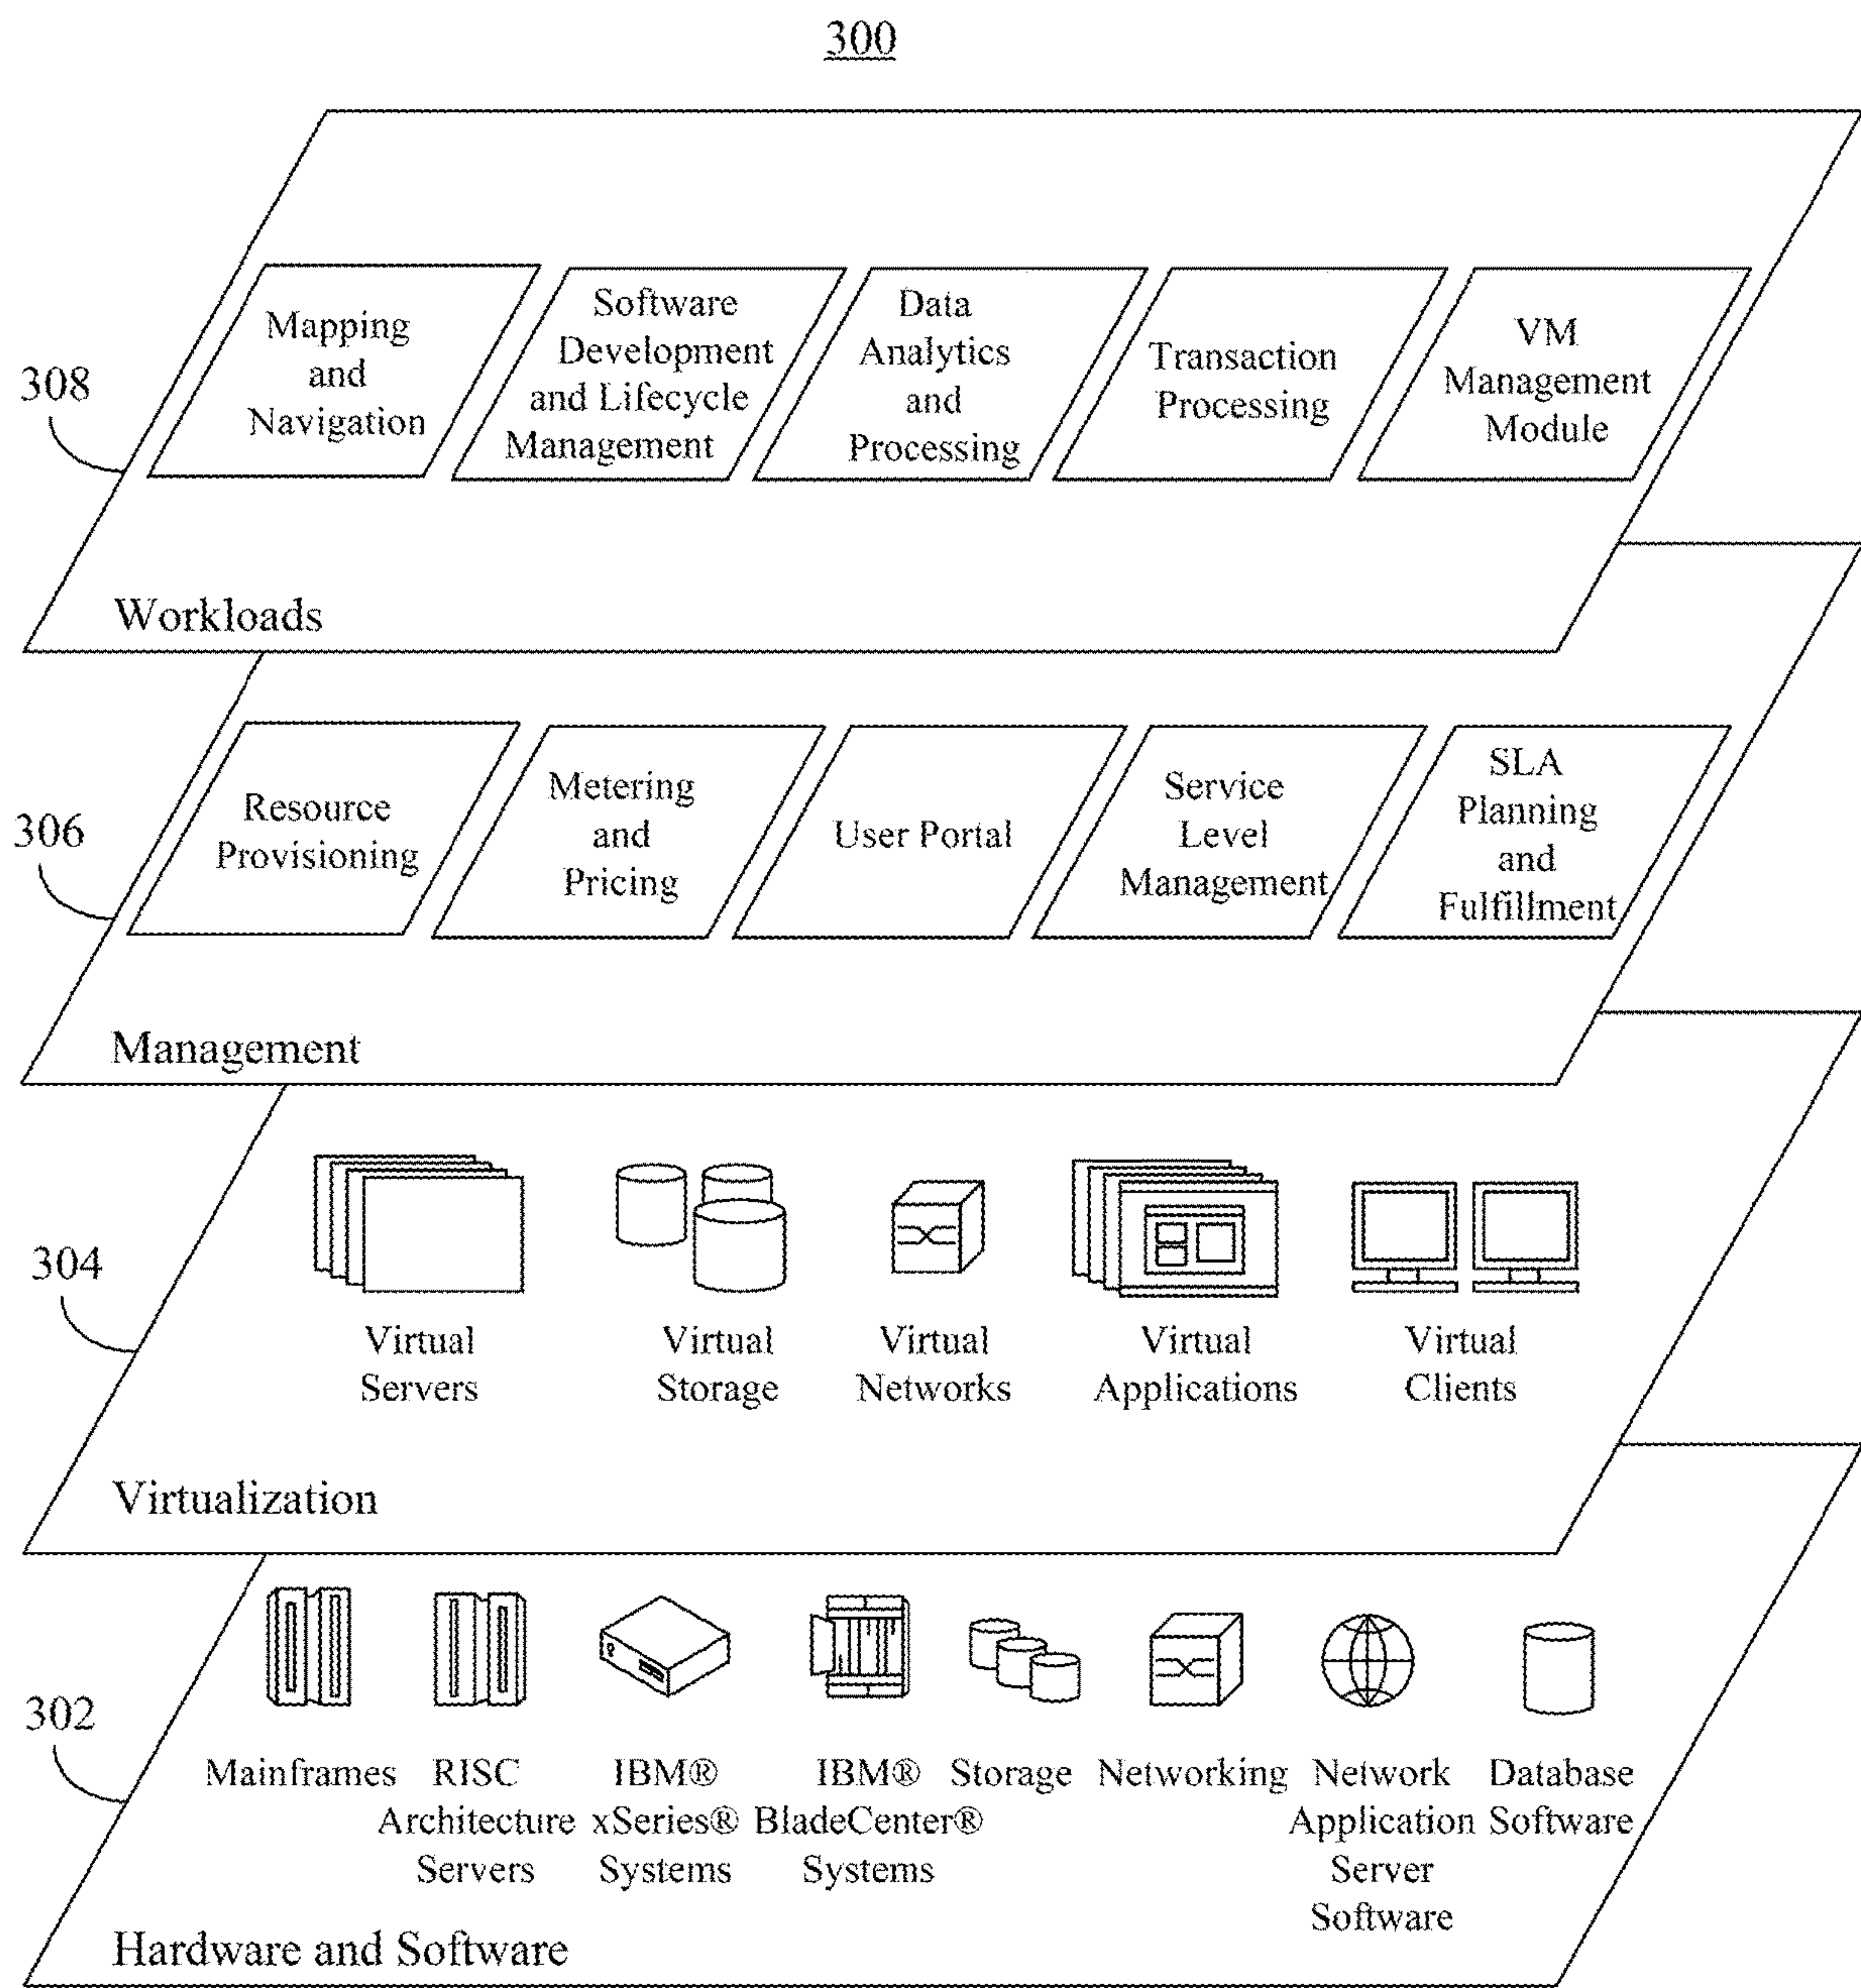 300
Mapping
and
Navigation
Software
Development
and Lifecycle
Management
Data
Analytics
and
Processing
Transaction
Processing
VM
Management
Module
308
Workloads
Resource
Provisioning
Metering
and
Pricing
User Portal
Service
Level
Management
SLA
Planning
and
Fulfillment
306
Management
304
Virtual
Servers
Virtual
Storage
Virtual
Networks
Virtual
Applications
Virtual
Clients
Virtualization
302
Mainframes
RISC
Architecture
Servers
IBM®
xSeries®
Systems
IBM®
BladeCenter®
Systems
Storage
Networking
Network
Application
Server
Software
Database
Software
Hardware and Software